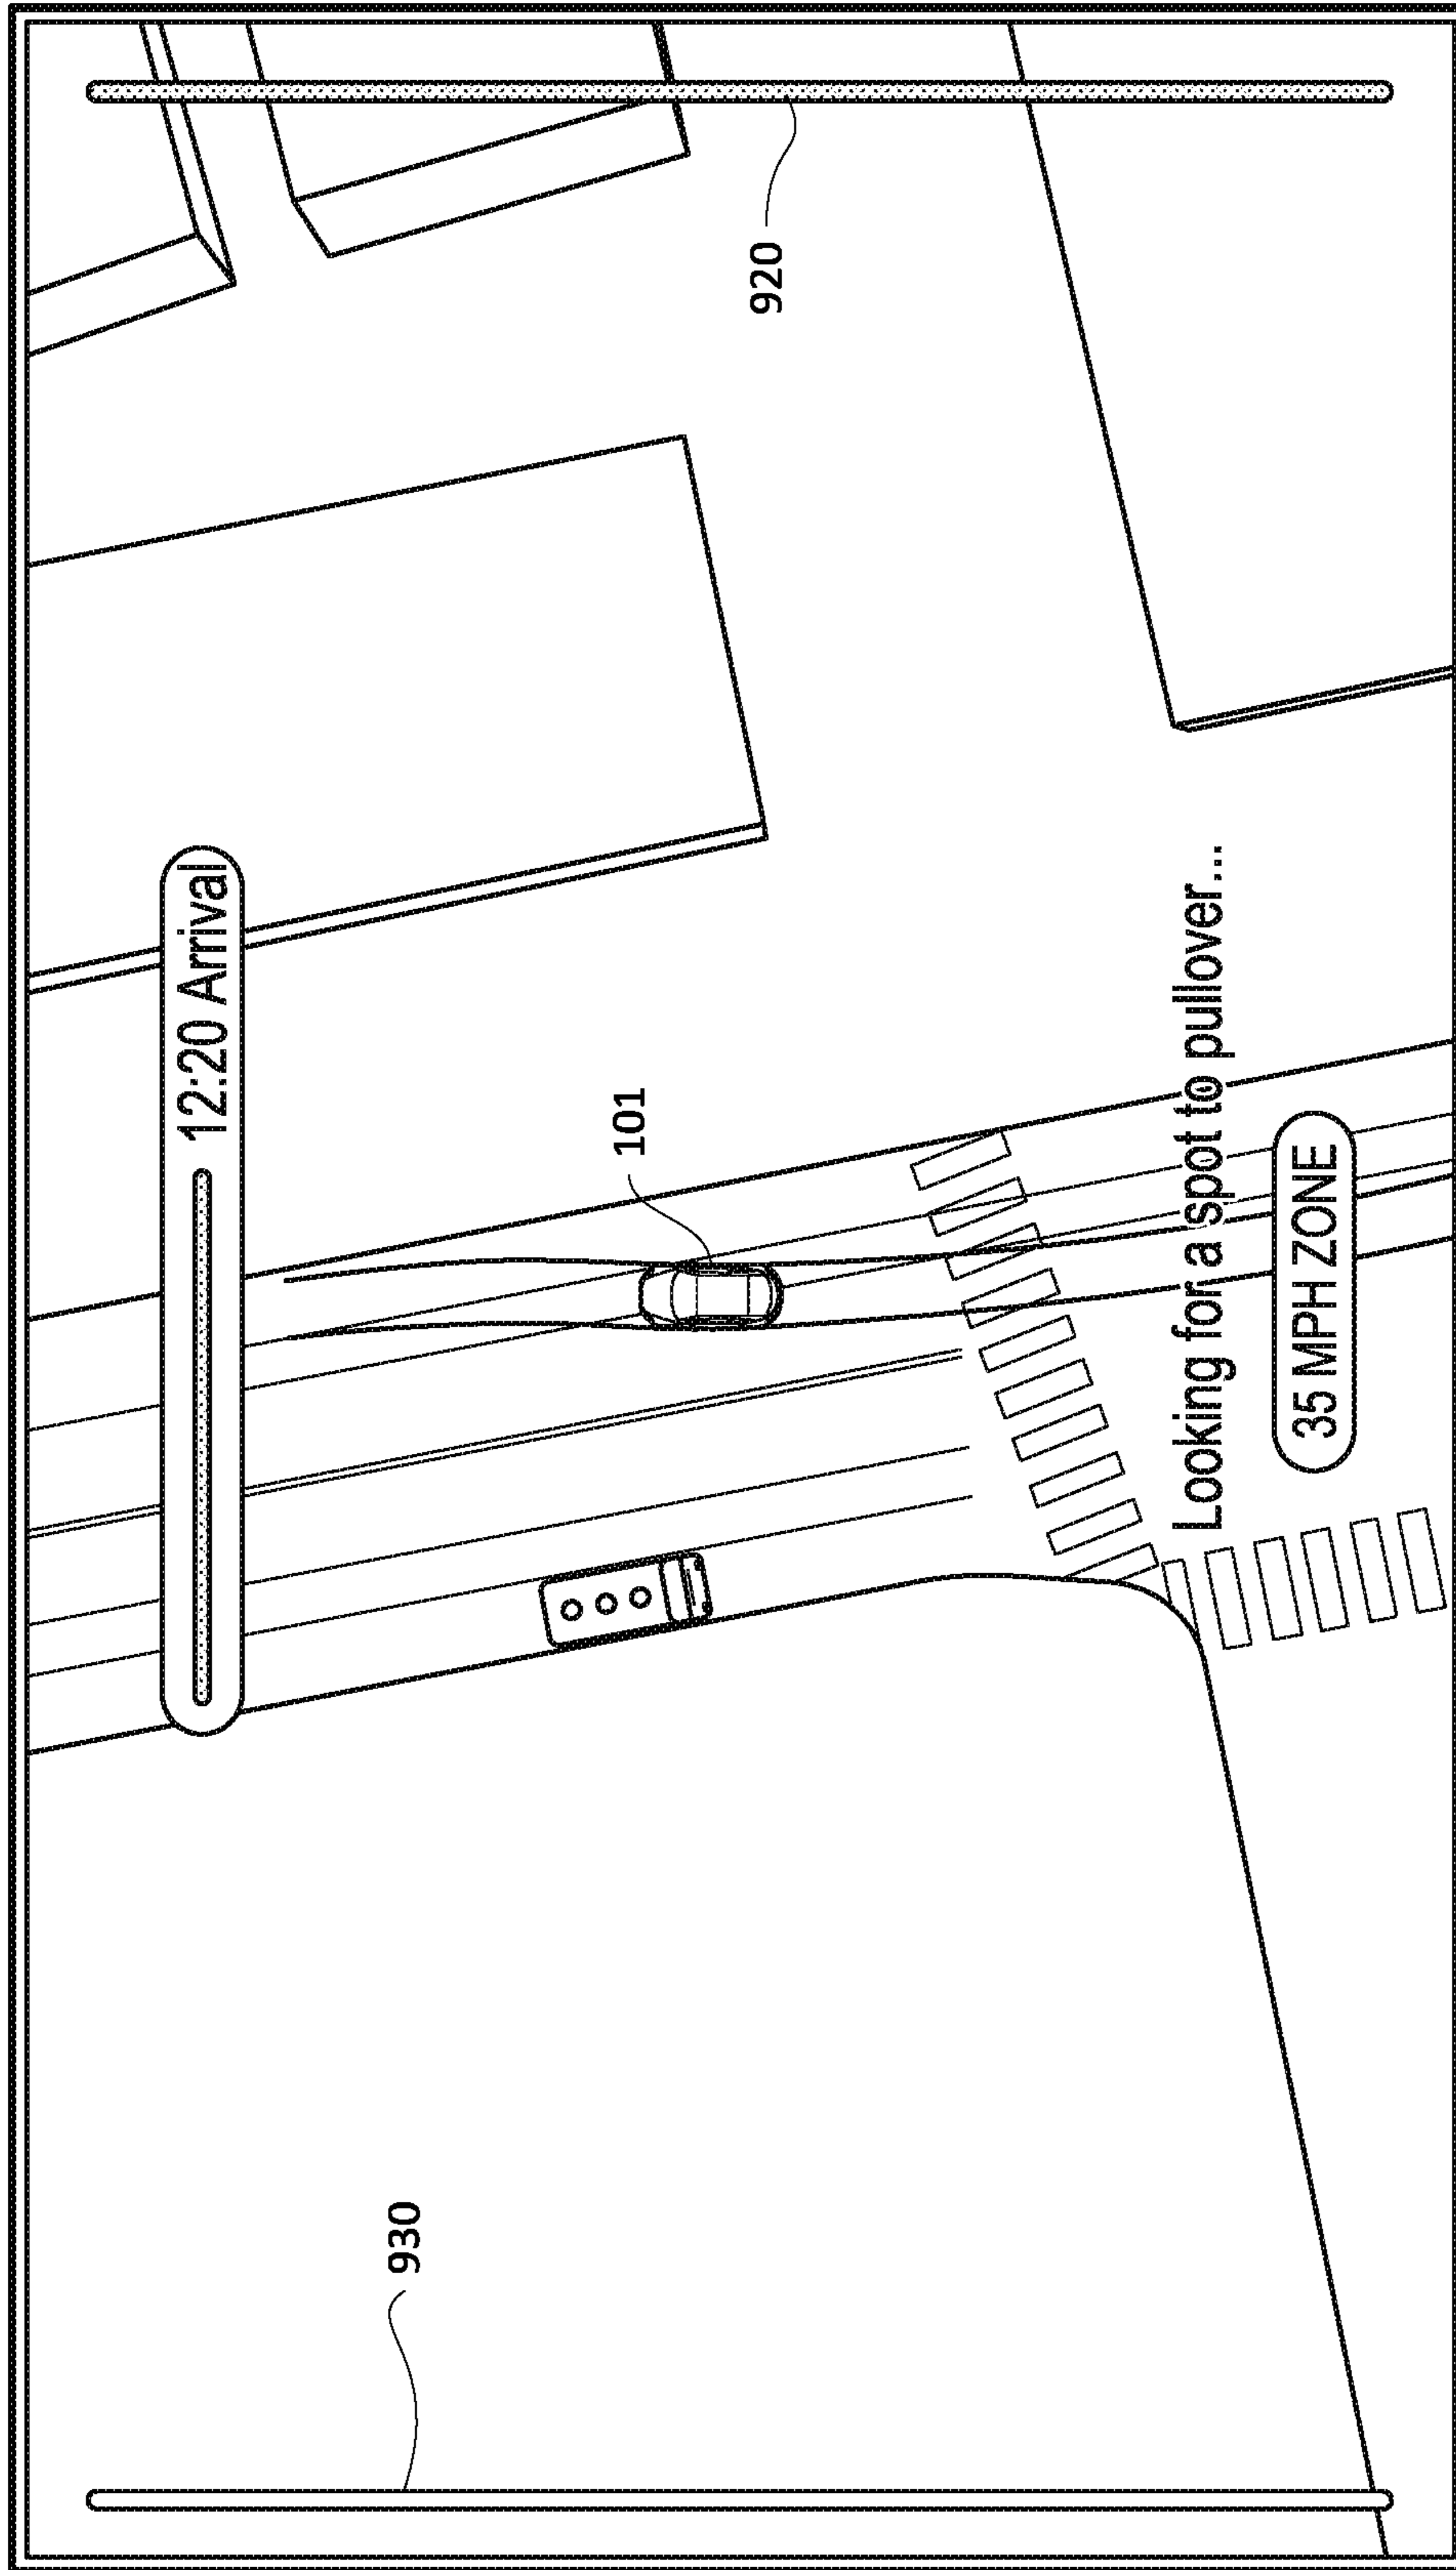 12:20 Arrival
101
920
930
Looking for a spot to pullover...
35 MPH ZONE